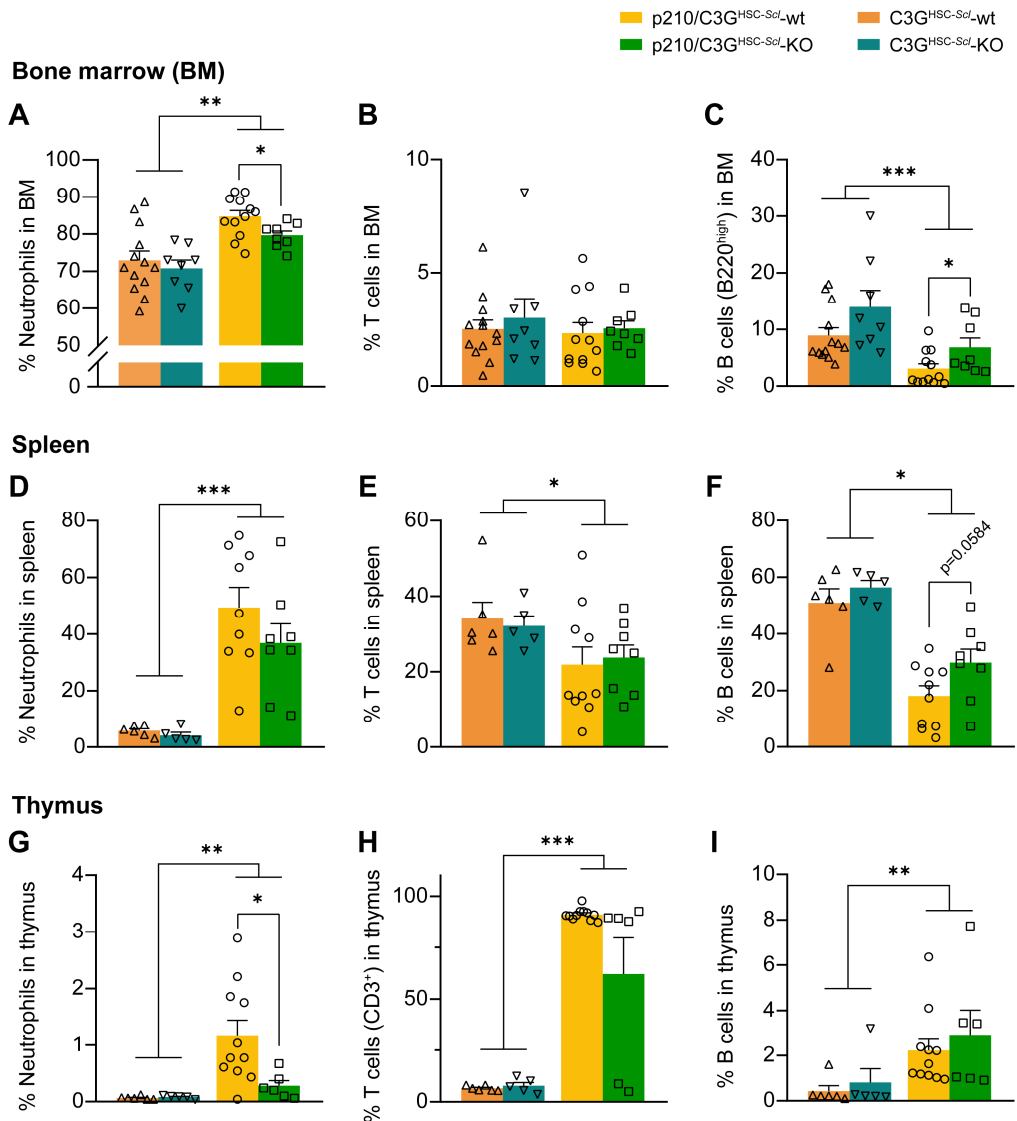 p210/C3G^HSC-Scl-wt C3G^HSC-Scl-wt
p210/C3G^HSC-Scl-KO C3G^HSC-Scl-KO
Bone marrow (BM)
A
% Neutrophils in BM
100
90
80
70
60
50
0
**
*
B
% T cells in BM
10
5
0
C
% B cells (B220^high) in BM
40
30
20
10
0
***
*
Spleen
D
% Neutrophils in spleen
80
60
40
20
0
***
E
% T cells in spleen
60
40
20
0
*
F
% B cells in spleen
80
60
40
20
0
*
p=0.0584
Thymus
G
% Neutrophils in thymus
4
3
2
1
0
**
*
H
% T cells (CD3⁺) in thymus
100
50
0
***
I
% B cells in thymus
10
8
6
4
2
0
**